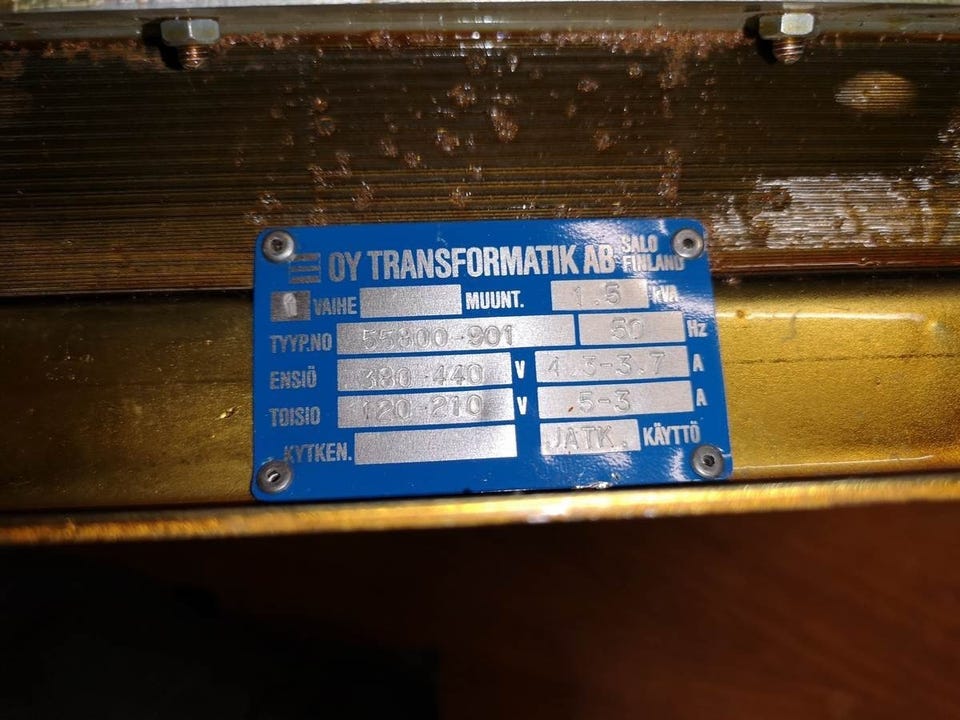 OY TRANSFORMATIK AB SALO FINLAND
1 VAIHE MUUNT. 1.5 kVA
TYYP.NO 55800-901 50 Hz
ENSIÖ 380-440 V 4.3-3.7 A
TOISIO 120-210 V 5-3 A
KYTKEN. JATK. KÄYTTÖ